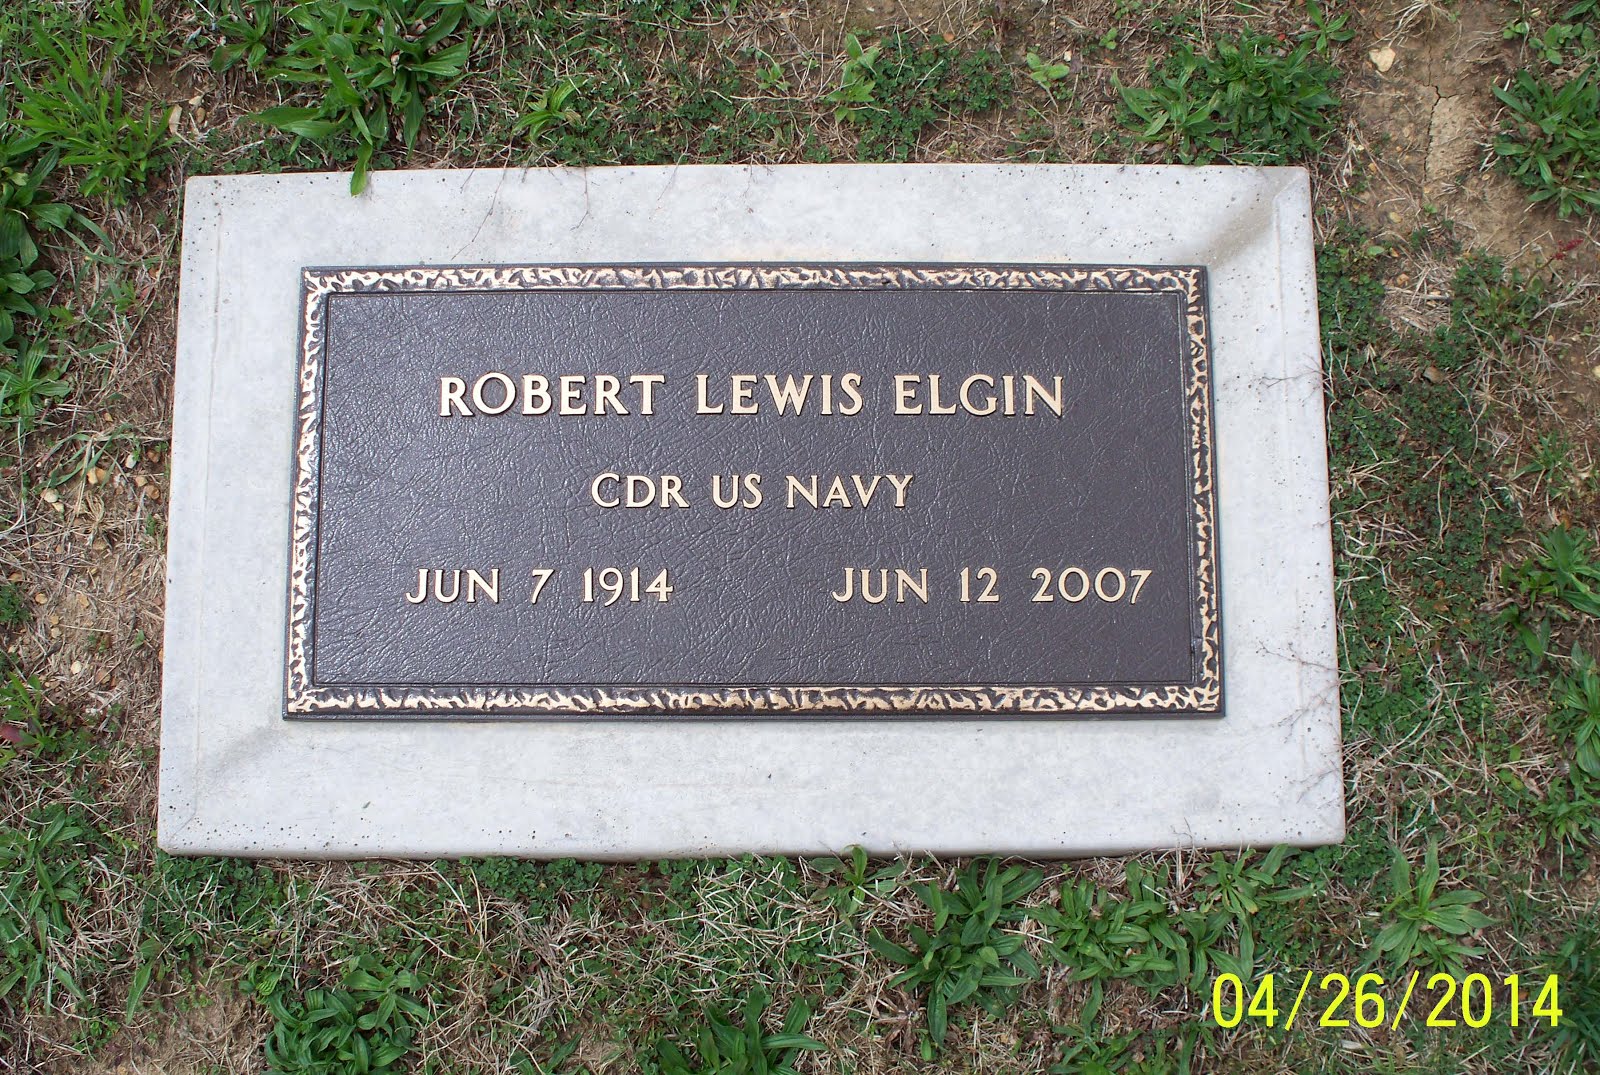 ROBERT LEWIS ELGIN
CDR US NAVY
JUN 7 1914 JUN 12 2007
04/26/2014